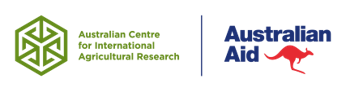 Australian Centre
for International
Agricultural Research
Australian
Aid